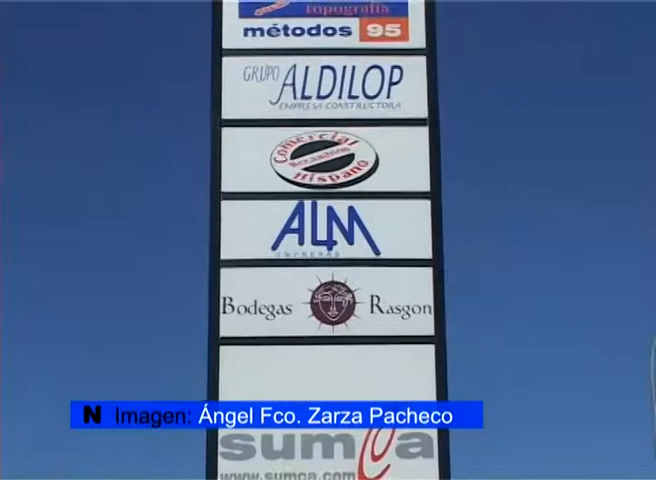 topografía
métodos 95
GRUPO ALDILOP
EMPRESA CONSTRUCTORA
Comercial
Recambios
Hispano
ALM
EMPRESAS
Bodegas Rasgon
N Imagen: Ángel Fco. Zarza Pacheco
sumca
www.sumca.com